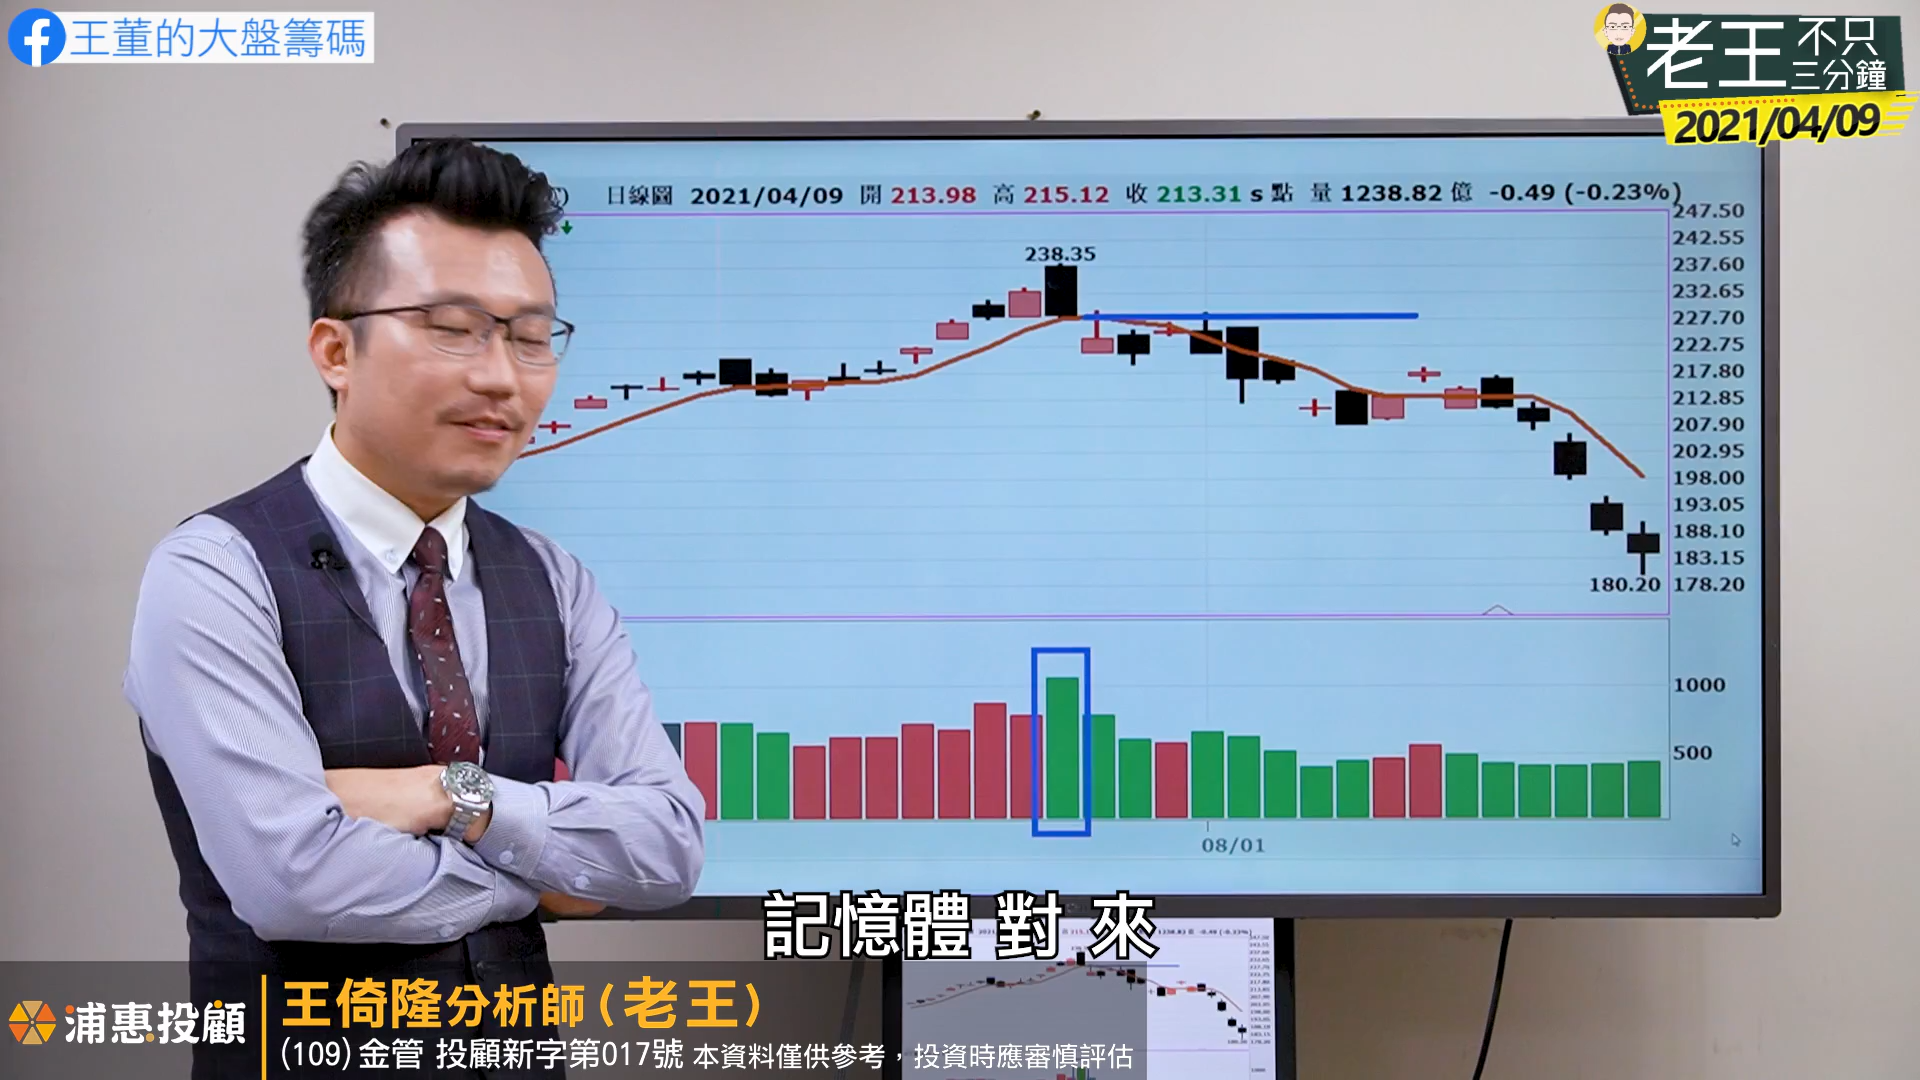 王董的大盤籌碼
老王 不只三分鐘
2021/04/09
日線圖 2021/04/09 開 213.98 高 215.12 收 213.31 s 點 量 1238.82 億 -0.49 (-0.23%)
247.50
242.55
238.35
237.60
232.65
227.70
222.75
217.80
212.85
207.90
202.95
198.00
193.05
188.10
183.15
180.20 178.20
1000
500
08/01
記憶體 對 來
浦惠投顧
王倚隆分析師(老王)
(109) 金管 投顧新字第017號 本資料僅供參考，投資時應審慎評估